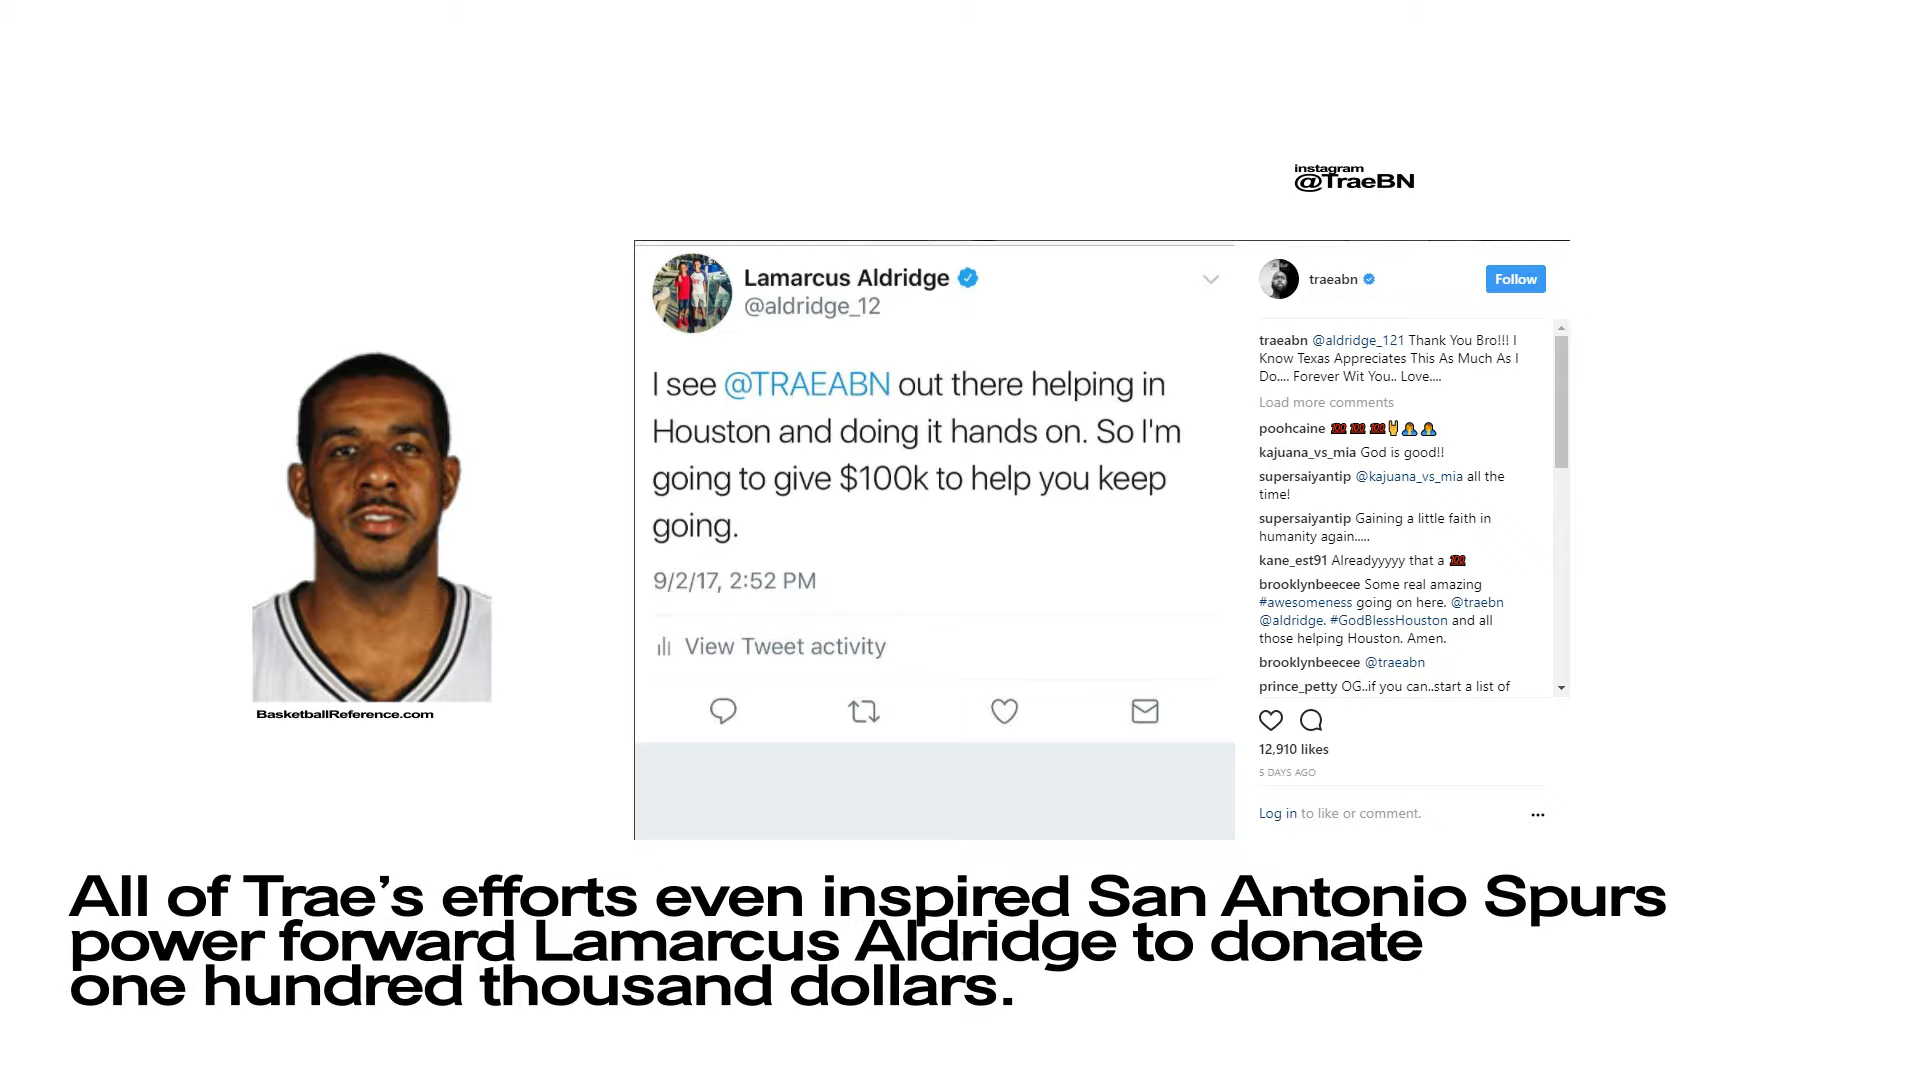 instagram
@TraeBN
Lamarcus Aldridge
@aldridge_12
I see @TRAEABN out there helping in
Houston and doing it hands on. So I'm
going to give $100k to help you keep
going.
9/2/17, 2:52 PM
View Tweet activity
traeabn
Follow
traeabn @aldridge_121 Thank You Bro!!! I
Know Texas Appreciates This As Much As I
Do.... Forever Wit You.. Love....
Load more comments
poohcaine 💯💯💯🤘🤦‍♂️🤦‍♂️
kajuana_vs_mia God is good!!
supersaiyantip @kajuana_vs_mia all the
time!
supersaiyantip Gaining a little faith in
humanity again.....
kane_est91 Alreadyyyyy that a 💯
brooklynbeecee Some real amazing
#awesomeness going on here. @traebn
@aldridge. #GodBlessHouston and all
those helping Houston. Amen.
brooklynbeecee @traeabn
prince_petty OG..if you can..start a list of
12,910 likes
5 DAYS AGO
Log in to like or comment.
BasketballReference.com
All of Trae's efforts even inspired San Antonio Spurs
power forward Lamarcus Aldridge to donate
one hundred thousand dollars.